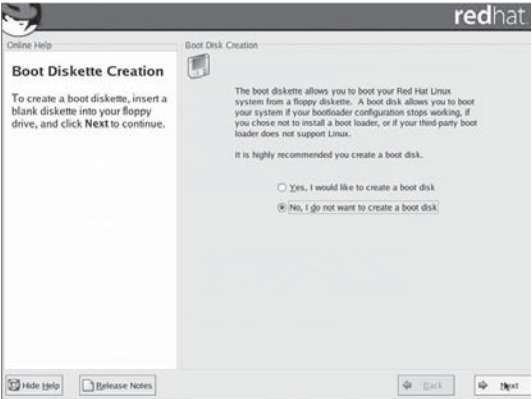 redhat.
Online Help
Boot Diskette Creation
To create a boot diskette, insert a
blank diskette into your floppy
drive, and click Next to continue.
Boot Disk Creation
The boot diskette allows you to boot your Red Hat Linux
system from a floppy diskette. A boot disk allows you to boot
your system if your bootloader configuration stops working, if
you chose not to install a boot loader, or if your third-party boot
loader does not support Linux.
It is highly recommended you create a boot disk.
Yes, I would like to create a boot disk
No, I do not want to create a boot disk
Hide Help
Release Notes
Back
Next